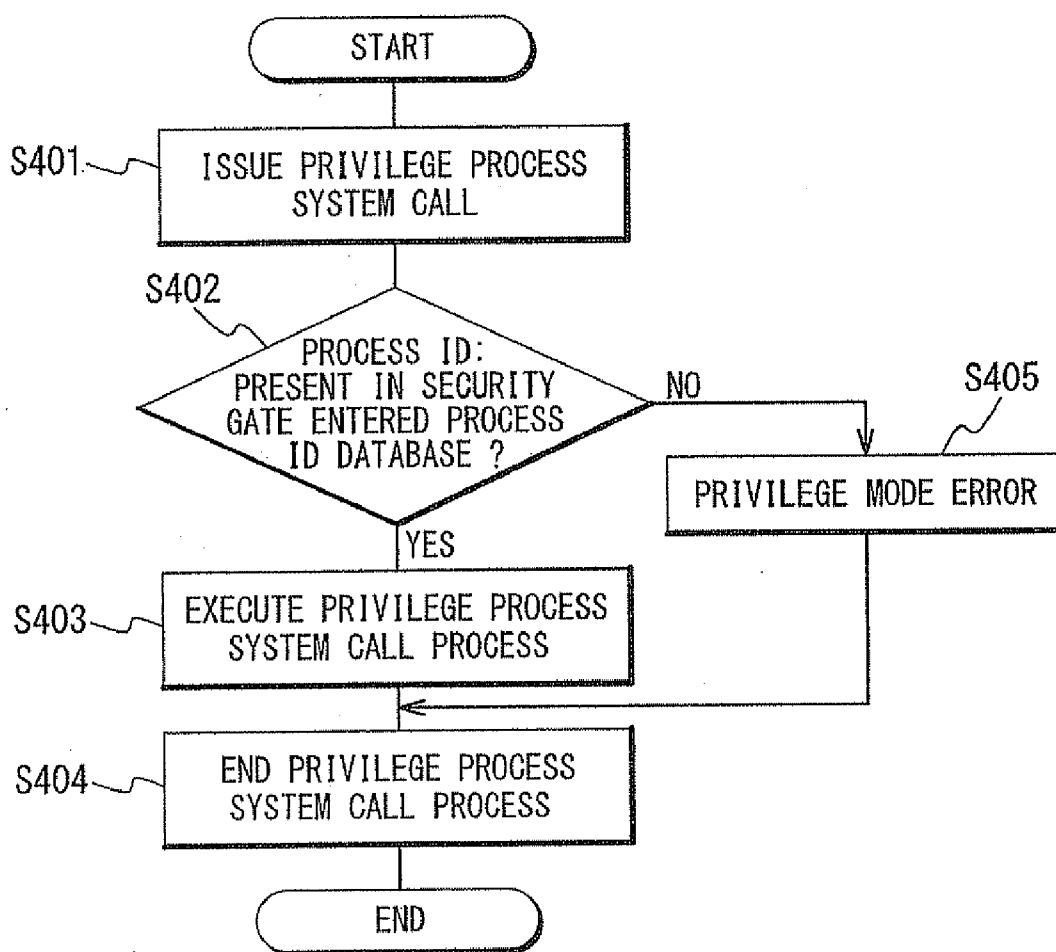 START
S401
ISSUE PRIVILEGE PROCESS
SYSTEM CALL
S402
PROCESS ID:
PRESENT IN SECURITY
GATE ENTERED PROCESS
ID DATABASE ?
NO
S405
PRIVILEGE MODE ERROR
YES
S403
EXECUTE PRIVILEGE PROCESS
SYSTEM CALL PROCESS
S404
END PRIVILEGE PROCESS
SYSTEM CALL PROCESS
END